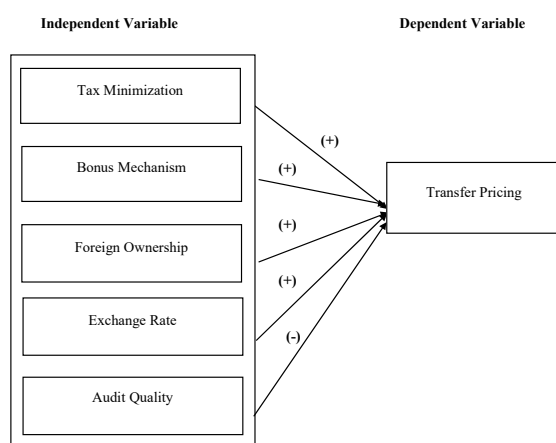 Independent Variable
Dependent Variable
Tax Minimization
(+)
Bonus Mechanism
(+)
Transfer Pricing
Foreign Ownership
(+)
(+)
Exchange Rate
(-)
Audit Quality